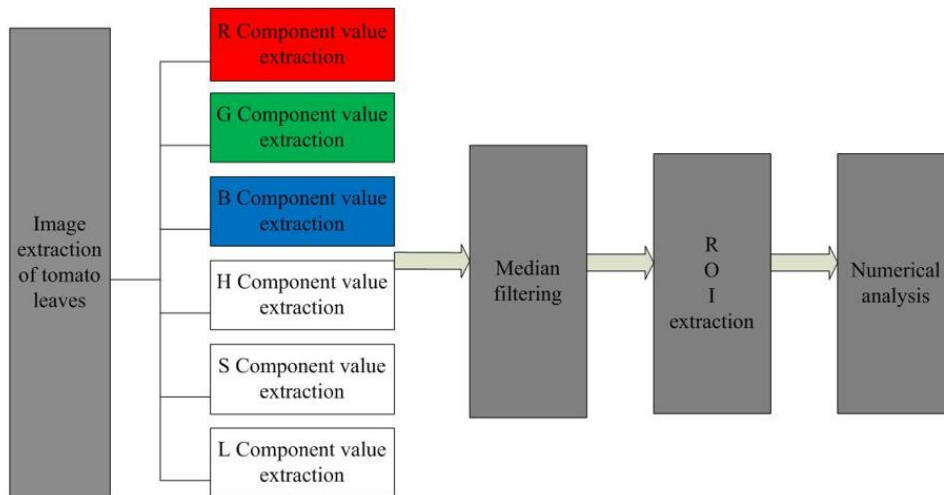 Image
extraction
of tomato
leaves
R Component value
extraction
G Component value
extraction
B Component value
extraction
H Component value
extraction
S Component value
extraction
L Component value
extraction
Median
filtering
R
O
I
extraction
Numerical
analysis